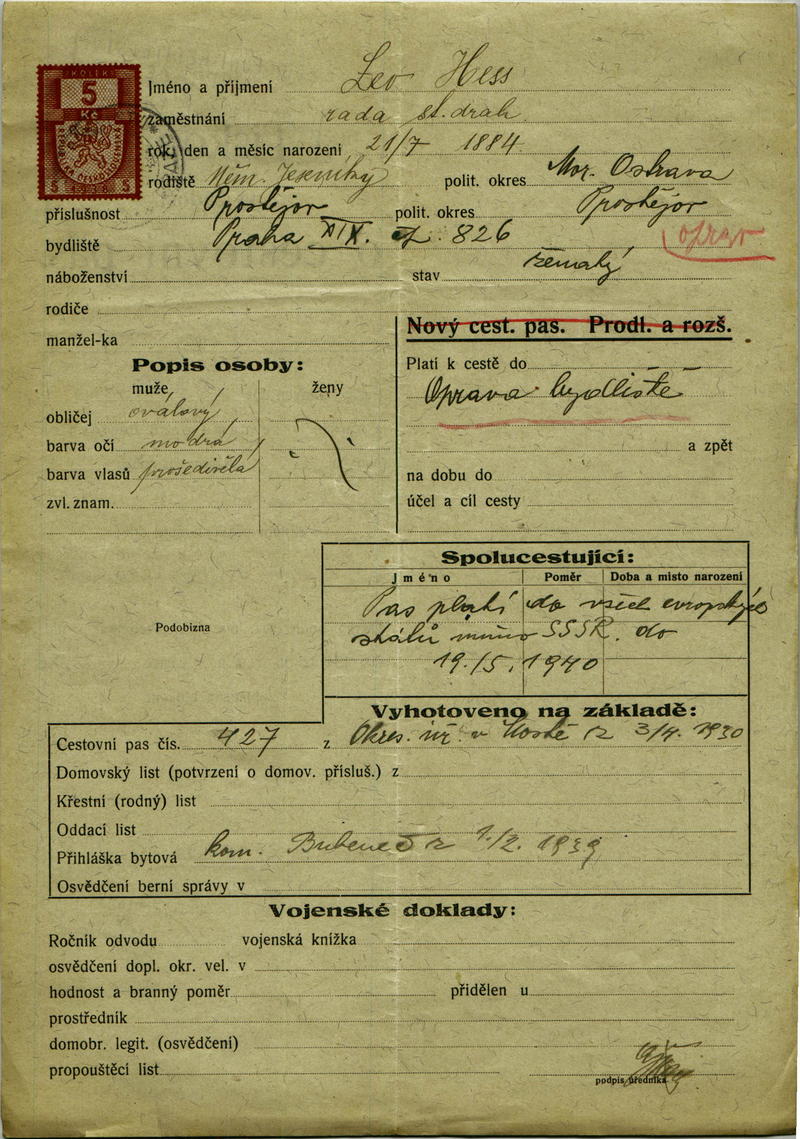 KOLEK
5
Kč
REPUBLIKA ČESKOSLOVENSKÁ
5 1938 5
Jméno a příjmení Leo Hess
zaměstnání rada st. drah
rok, den a měsíc narození 21/7 1884
rodiště Něm. polit. okres Mor. Ostrava
příslušnost Prostějov polit. okres Prostějov
bydliště Praha XIX. čp. 826
oprav
náboženství stav ženatý
rodiče
manžel-ka
Nový cest. pas. Prodl. a rozš.
Platí k cestě do
Oprava bydliště
a zpět
na dobu do
účel a cíl cesty
Popis osoby:
muže ženy
obličej oválový
barva očí modrá
barva vlasů prošedivělá
zvl. znam.
Podobizna
Spolucestující:
Jméno Poměr Doba a místo narození
Pas platí do všech evropských
států mimo SSSR. do
19./5. 1940
Vyhotoveno na základě:
Cestovní pas čís. 427 z Okres. úř. v z 3/4. 1930
Domovský list (potvrzení o domov. přísluš.) z
Křestní (rodný) list
Oddací list
Přihláška bytová kom. Bubeneč z 1./2. 1939
Osvědčení berní správy v
Vojenské doklady:
Ročník odvodu vojenská knížka
osvědčení dopl. okr. vel. v
hodnost a branný poměr přidělen u
prostředník
domobr. legit. (osvědčení)
propouštěcí list
podpis úředníka